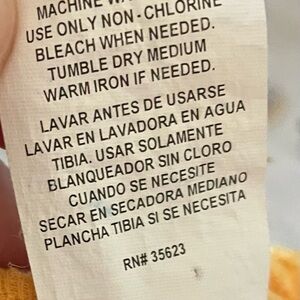 MACHINE WA
USE ONLY NON-CHLORINE
BLEACH WHEN NEEDED.
TUMBLE DRY MEDIUM
WARM IRON IF NEEDED.
LAVAR ANTES DE USARSE
LAVAR EN LAVADORA EN AGUA
TIBIA. USAR SOLAMENTE
BLANQUEADOR SIN CLORO
CUANDO SE NECESITE
SECAR EN SECADORA MEDIANO
PLANCHA TIBIA SI SE NECESITA
RN# 35623